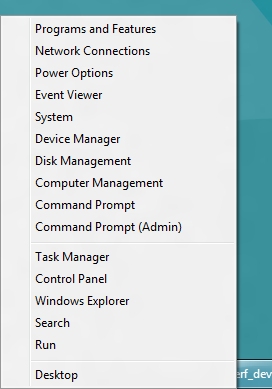 Programs and Features
Network Connections
Power Options
Event Viewer
System
Device Manager
Disk Management
Computer Management
Command Prompt
Command Prompt (Admin)
Task Manager
Control Panel
Windows Explorer
Search
Run
Desktop
erf_dev